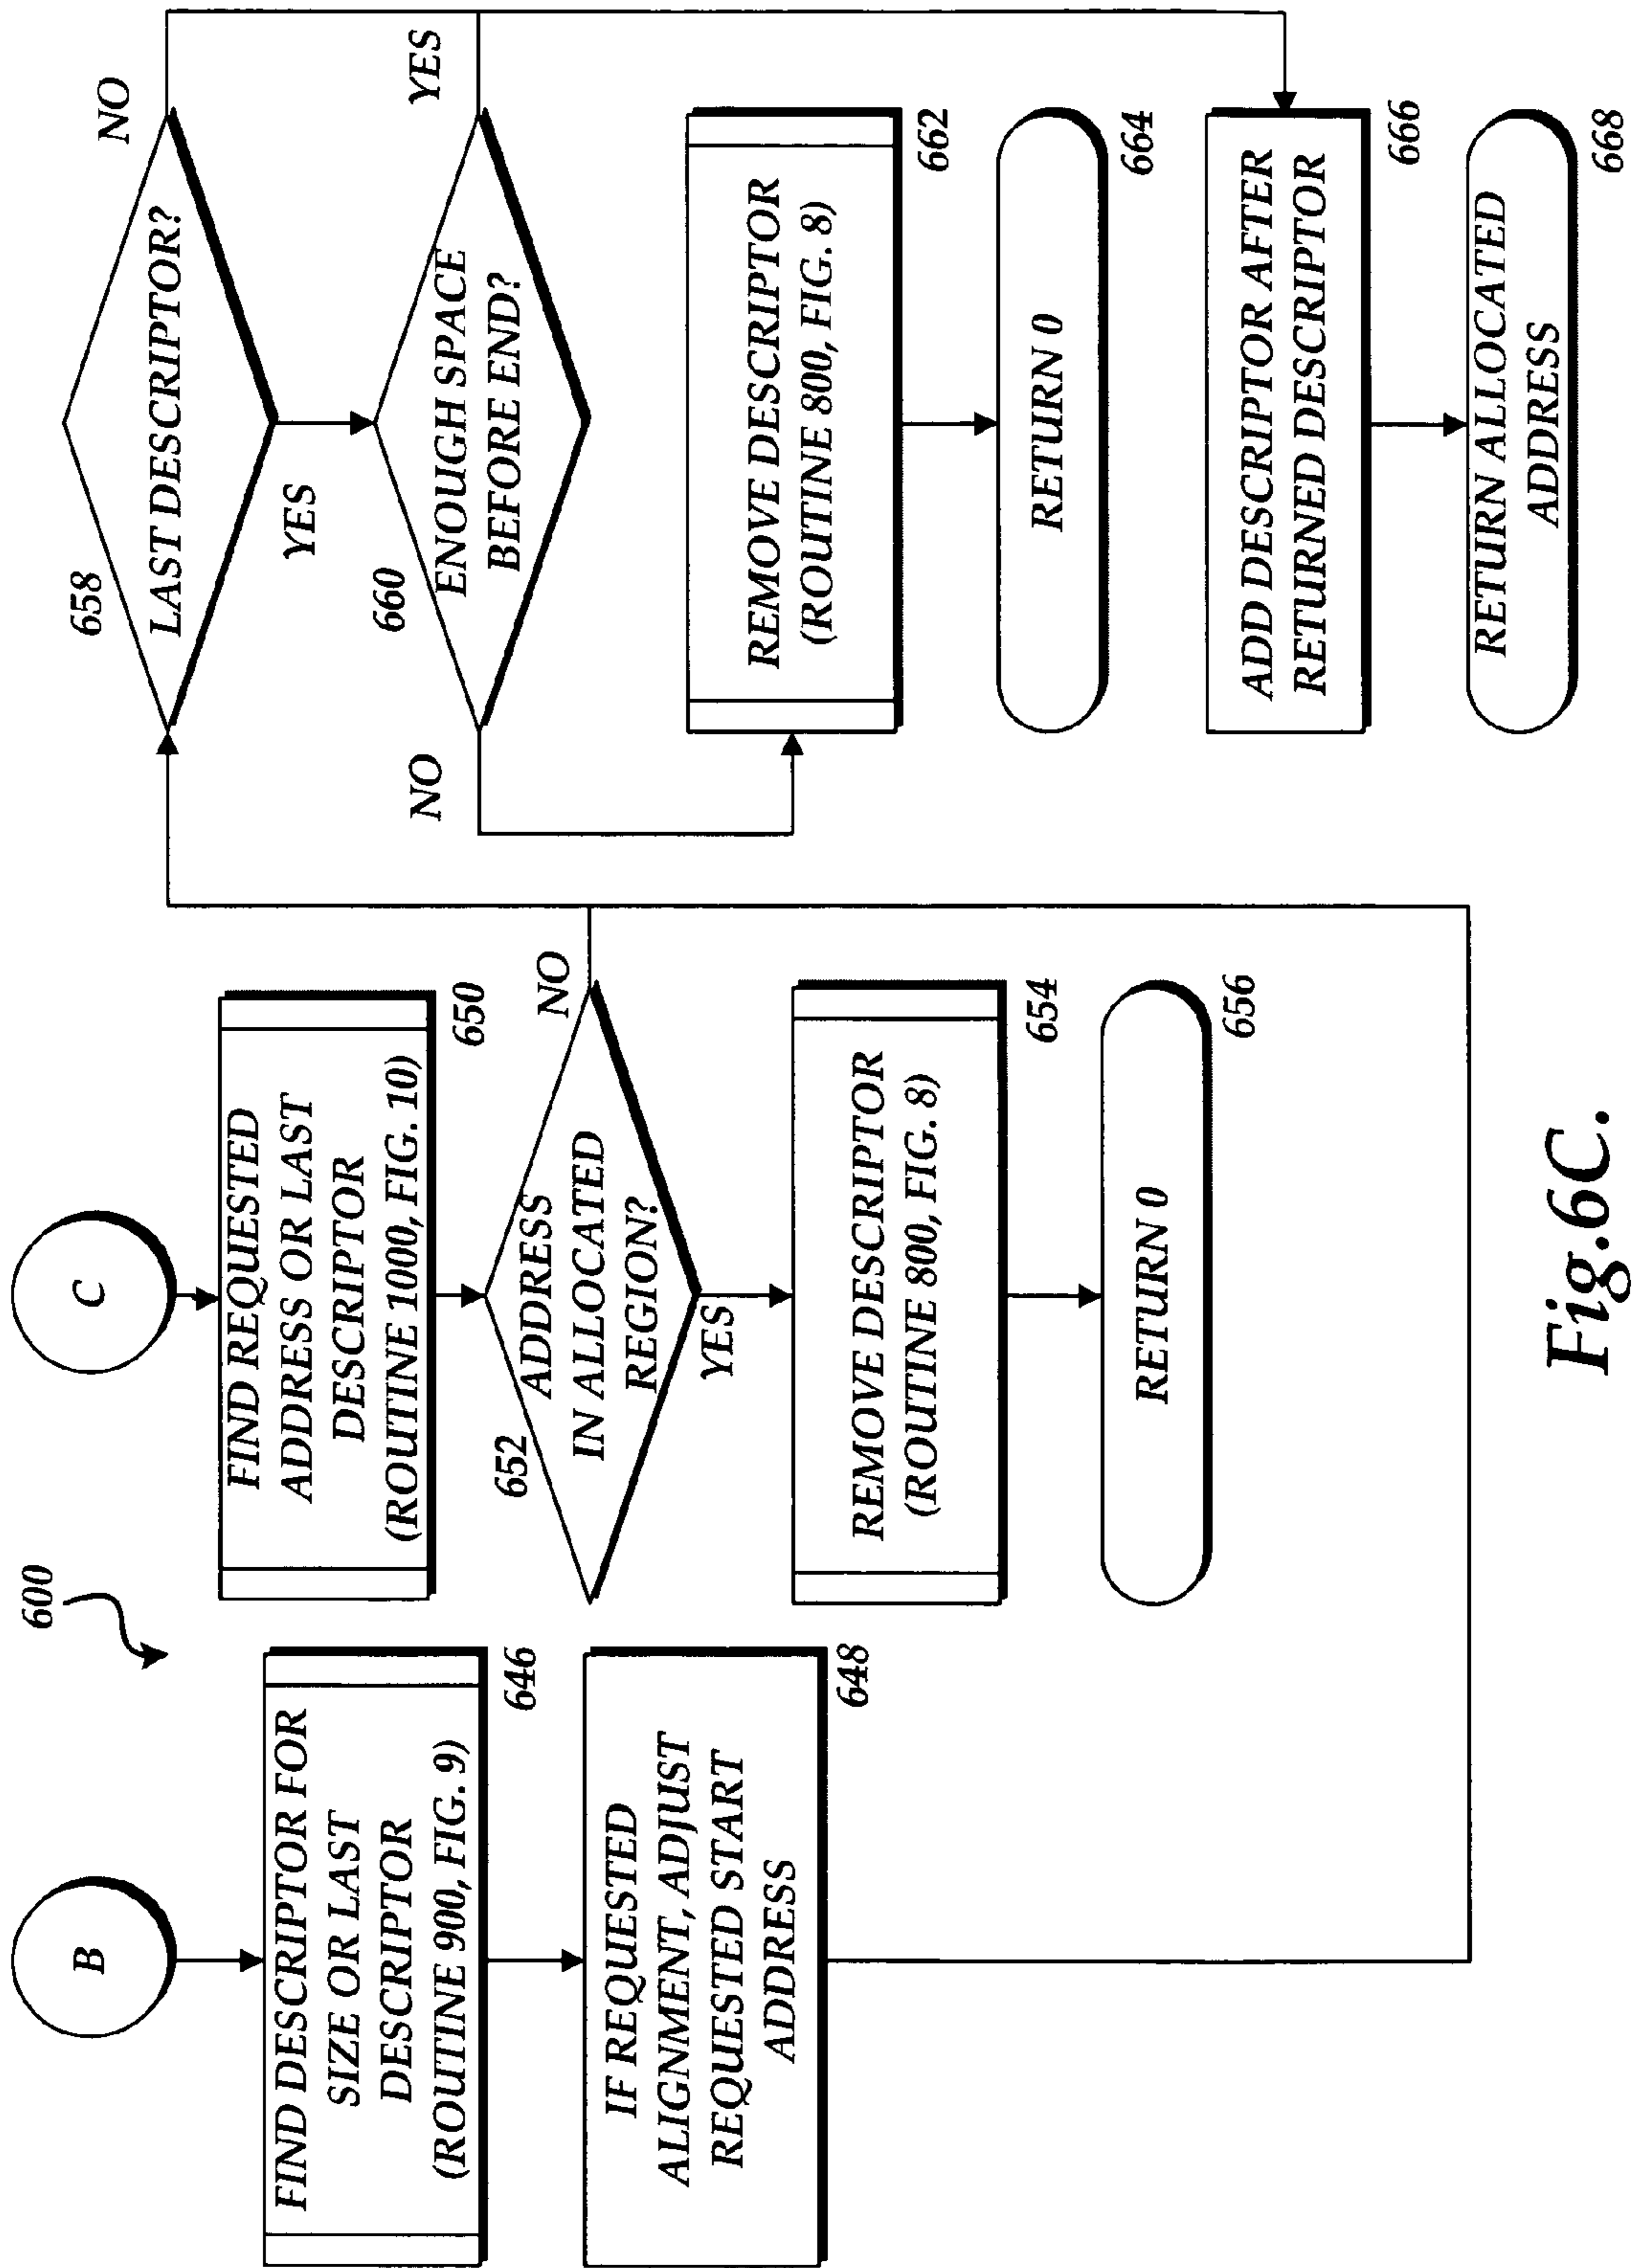 600
B
FIND DESCRIPTOR FOR
SIZE OR LAST
DESCRIPTOR
(ROUTINE 900, FIG. 9)
646
IF REQUESTED
ALIGNMENT, ADJUST
REQUESTED START
ADDRESS
648
C
FIND REQUESTED
ADDRESS OR LAST
DESCRIPTOR
(ROUTINE 1000, FIG. 10)
650
652
ADDRESS
IN ALLOCATED
REGION?
NO
YES
REMOVE DESCRIPTOR
(ROUTINE 800, FIG. 8)
654
RETURN 0
656
658
LAST DESCRIPTOR?
NO
YES
660
ENOUGH SPACE
BEFORE END?
YES
NO
REMOVE DESCRIPTOR
(ROUTINE 800, FIG. 8)
662
RETURN 0
664
ADD DESCRIPTOR AFTER
RETURNED DESCRIPTOR
666
RETURN ALLOCATED
ADDRESS
668
Fig.6C.